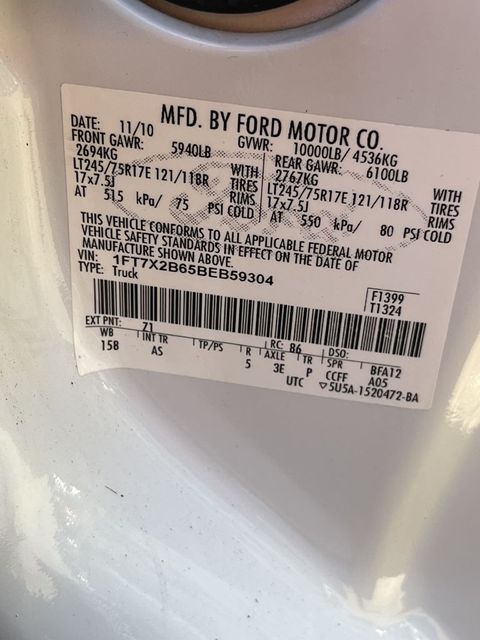 MFD. BY FORD MOTOR CO.
DATE: 11/10 GVWR: 10000LB/ 4536KG
FRONT GAWR: 5940LB REAR GAWR: 6100LB
2694KG WITH 2767KG WITH
LT245/75R17E 121/118R TIRES LT245/75R17E 121/118R TIRES
17x7.5J RIMS 17x7.5J RIMS
AT 515 kPa/ 75 PSI COLD AT 550 kPa/ 80 PSI COLD
THIS VEHICLE CONFORMS TO ALL APPLICABLE FEDERAL MOTOR
VEHICLE SAFETY STANDARDS IN EFFECT ON THE DATE OF
MANUFACTURE SHOWN ABOVE.
VIN: 1FT7X2B65BEB59304
TYPE: Truck
F1399
T1324
EXT PNT: Z1 RC: 86 DSO:
WB INT TR TP/PS R AXLE TR SPR BFA12
158 AS 5 3E P CCFF A05
UTC ▽5U5A-1520472-BA